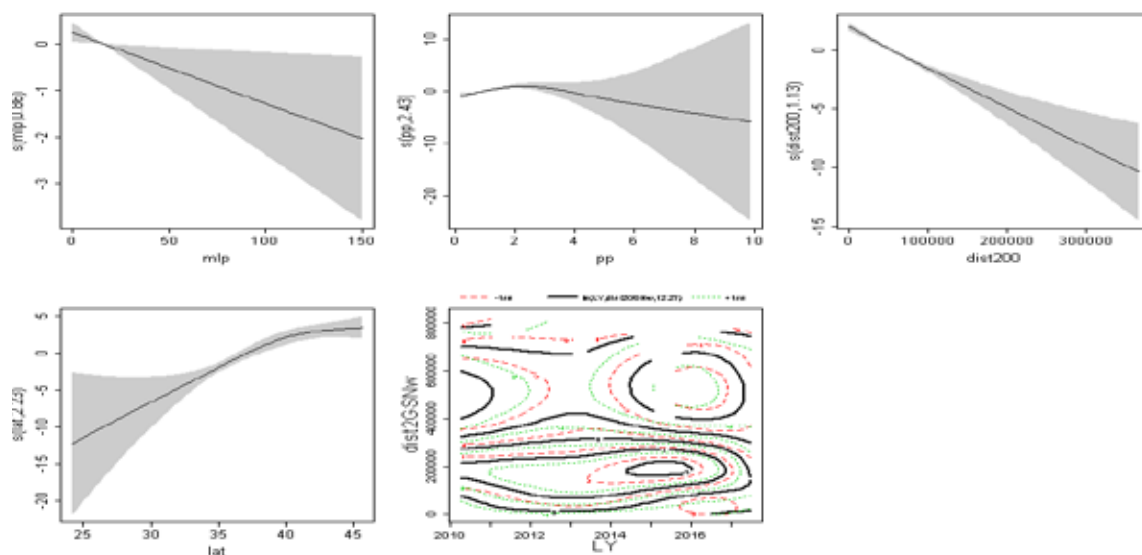 s(mlp,0.86)
0
-1
-2
-3
0 50 100 150
mlp
s(pp,2.43)
10
0
-10
-20
0 2 4 6 8 10
pp
s(dist200,1.13)
0
-5
-10
-15
0 100000 200000 300000
dist200
s(lat,2.23)
5
0
-5
-10
-15
-20
25 30 35 40 45
lat
-1se
+1se
dist2GSNw
0 200000 400000 600000 800000
2010 2012 2014 2016
LY